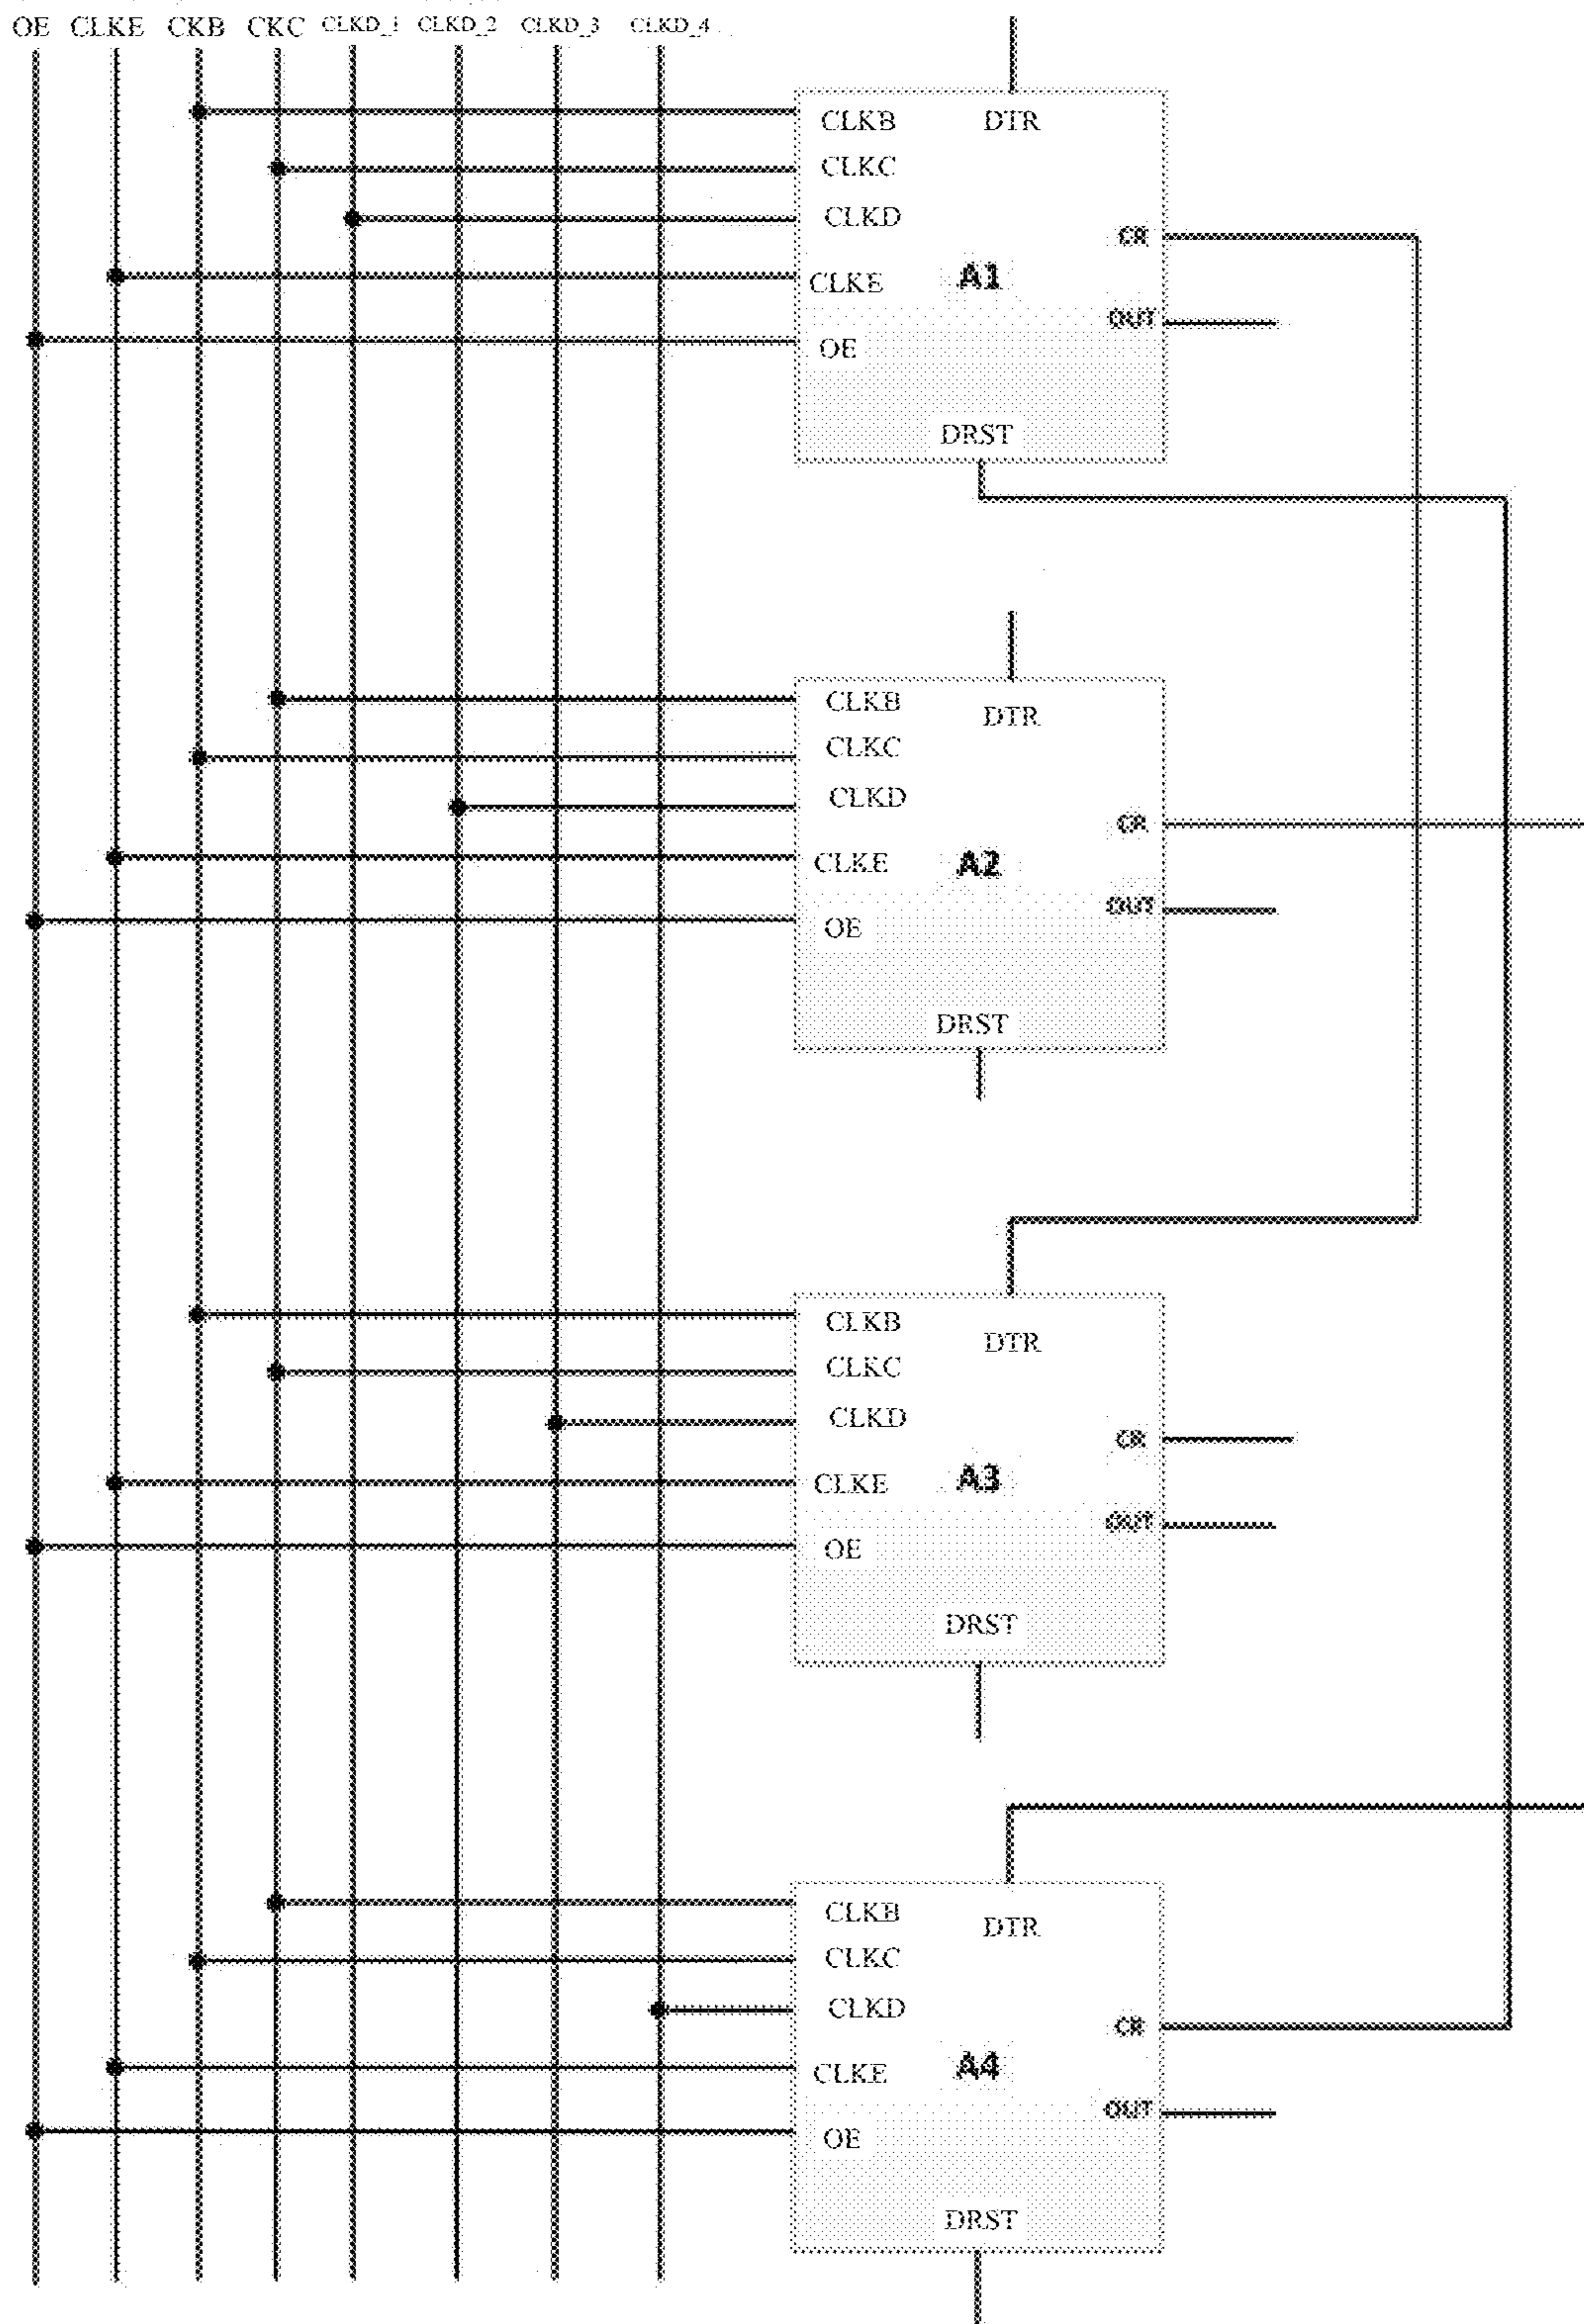 OE CLKE CKB CKC CLKD_1 CLKD_2 CLKD_3 CLKD_4
CLKB DTR
CLKC
CLKD
CR
CLKE A1
OUT
OE
DRST
CLKB DTR
CLKC
CLKD
CR
CLKE A2
OUT
OE
DRST
CLKB DTR
CLKC
CLKD
CR
CLKE A3
OUT
OE
DRST
CLKB DTR
CLKC
CLKD
CR
CLKE A4
OUT
OE
DRST